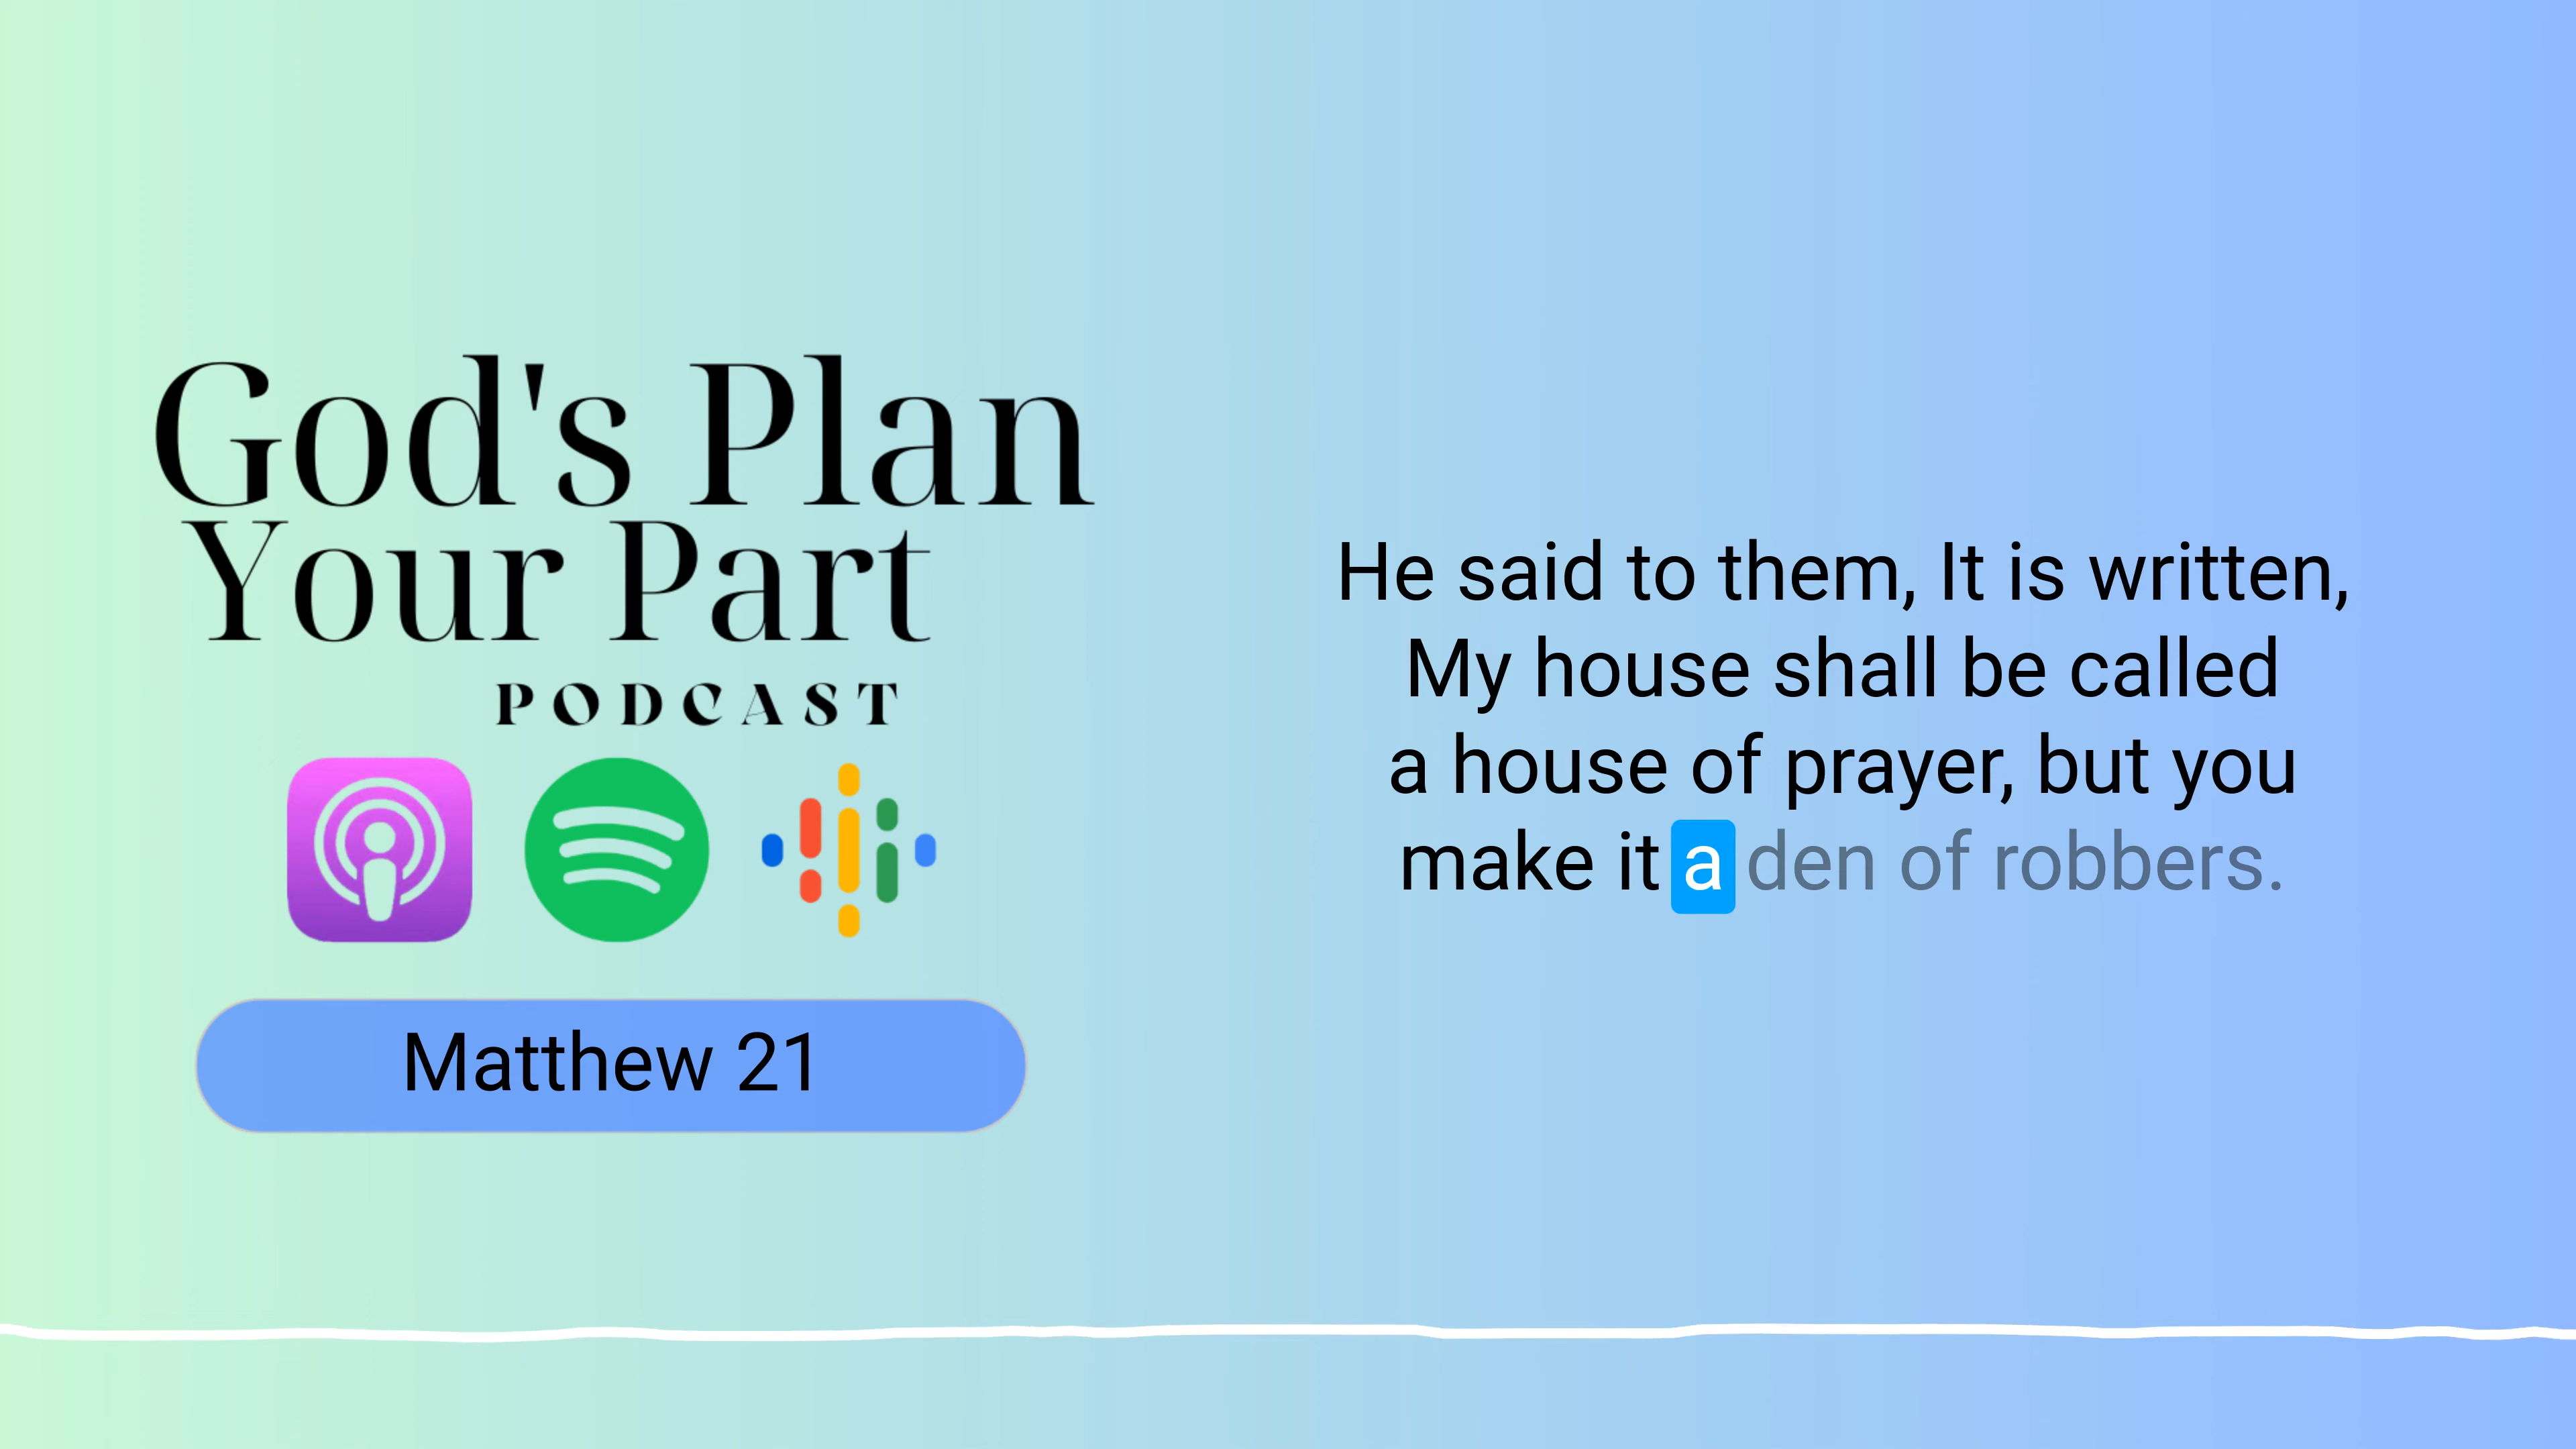 God's Plan
Your Part
PODCAST
Matthew 21
He said to them, It is written,
My house shall be called
a house of prayer, but you
make it a den of robbers.